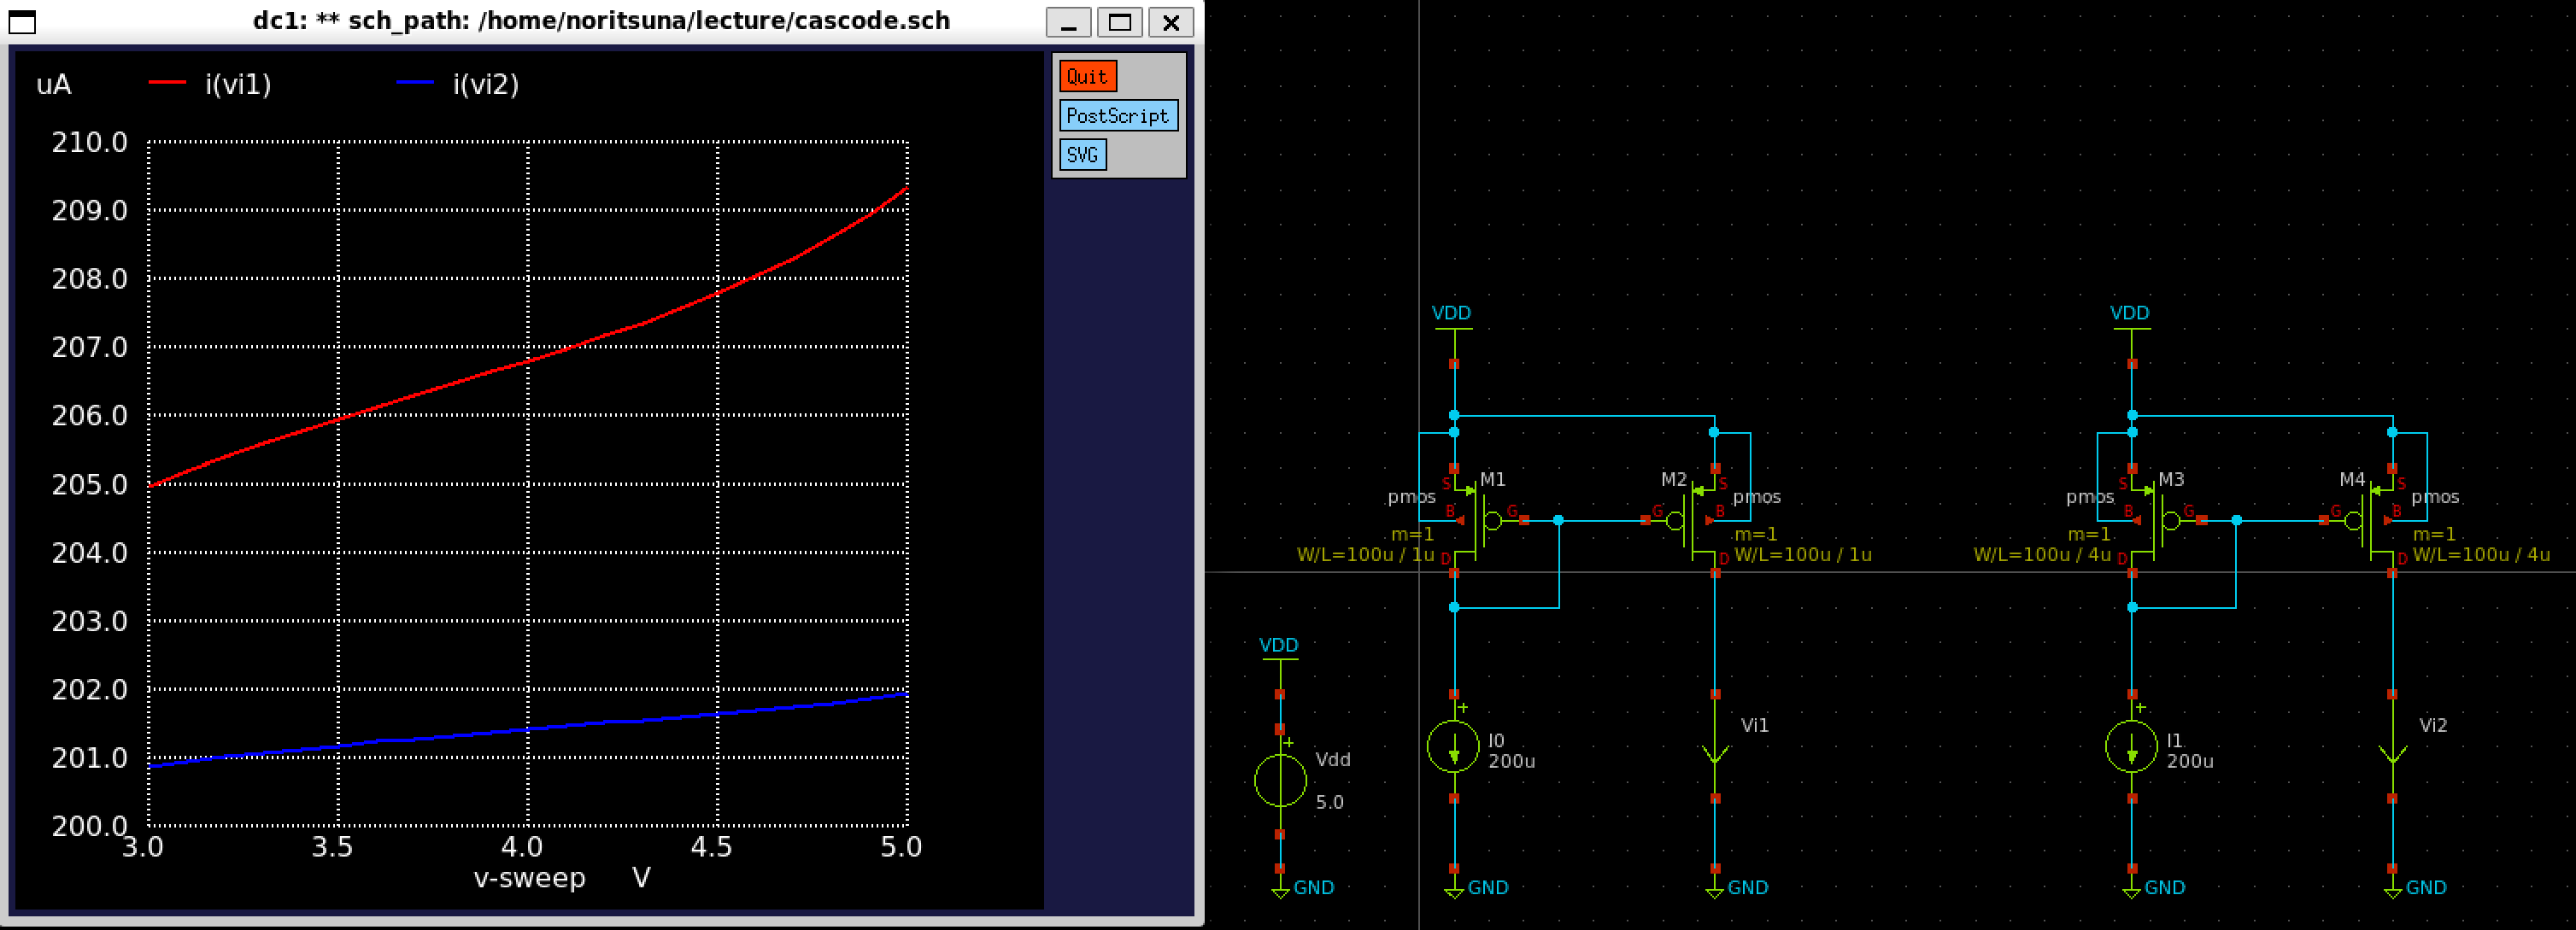 dc1: ** sch_path: /home/noritsuna/lecture/cascode.sch
Quit
PostScript
SVG
uA i(vi1) i(vi2)
210.0
209.0
208.0
207.0
206.0
205.0
204.0
203.0
202.0
201.0
200.0
3.0 3.5 4.0 4.5 5.0
v-sweep V
VDD
VDD
S M1 M2 S
pmos B G G B pmos
m=1 m=1
W/L=100u / 1u D D W/L=100u / 1u
S M3 M4 S
pmos B G G B pmos
m=1 m=1
W/L=100u / 4u D D W/L=100u / 4u
VDD
+
Vdd
5.0
GND
+
I0
200u
GND
Vi1
GND
+
I1
200u
GND
Vi2
GND